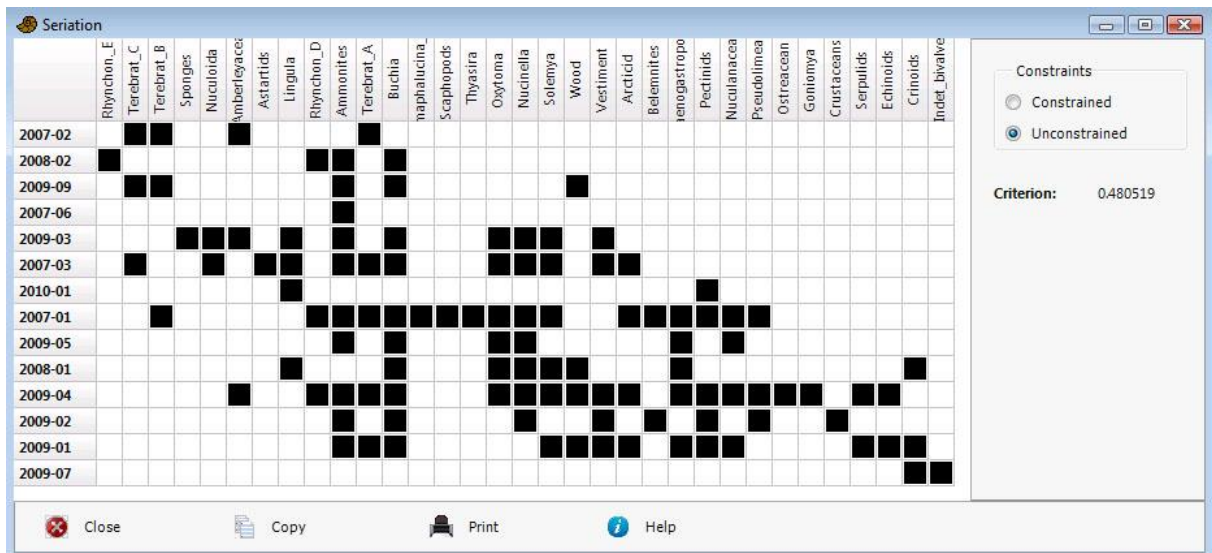 Seriation
Rhynchon_E
Terebrat_C
Terebrat_B
Sponges
Nuculoida
Amberleyacea
Astartids
Lingula
Rhynchon_D
Ammonites
Terebrat_A
Buchia
maphalucina_
Scaphopods
Thyasira
Oxytoma
Nucinella
Solemya
Wood
Vestiment
Arcticid
Belemnites
aenogastropo
Pectinids
Nuculanacea
Pseudolimea
Ostreacean
Goniomya
Crustaceans
Serpulids
Echinoids
Crinoids
Indet_bivalve
2007-02
2008-02
2009-09
2007-06
2009-03
2007-03
2010-01
2007-01
2009-05
2008-01
2009-04
2009-02
2009-01
2009-07
Constraints
Constrained
Unconstrained
Criterion: 0.480519
Close Copy Print Help